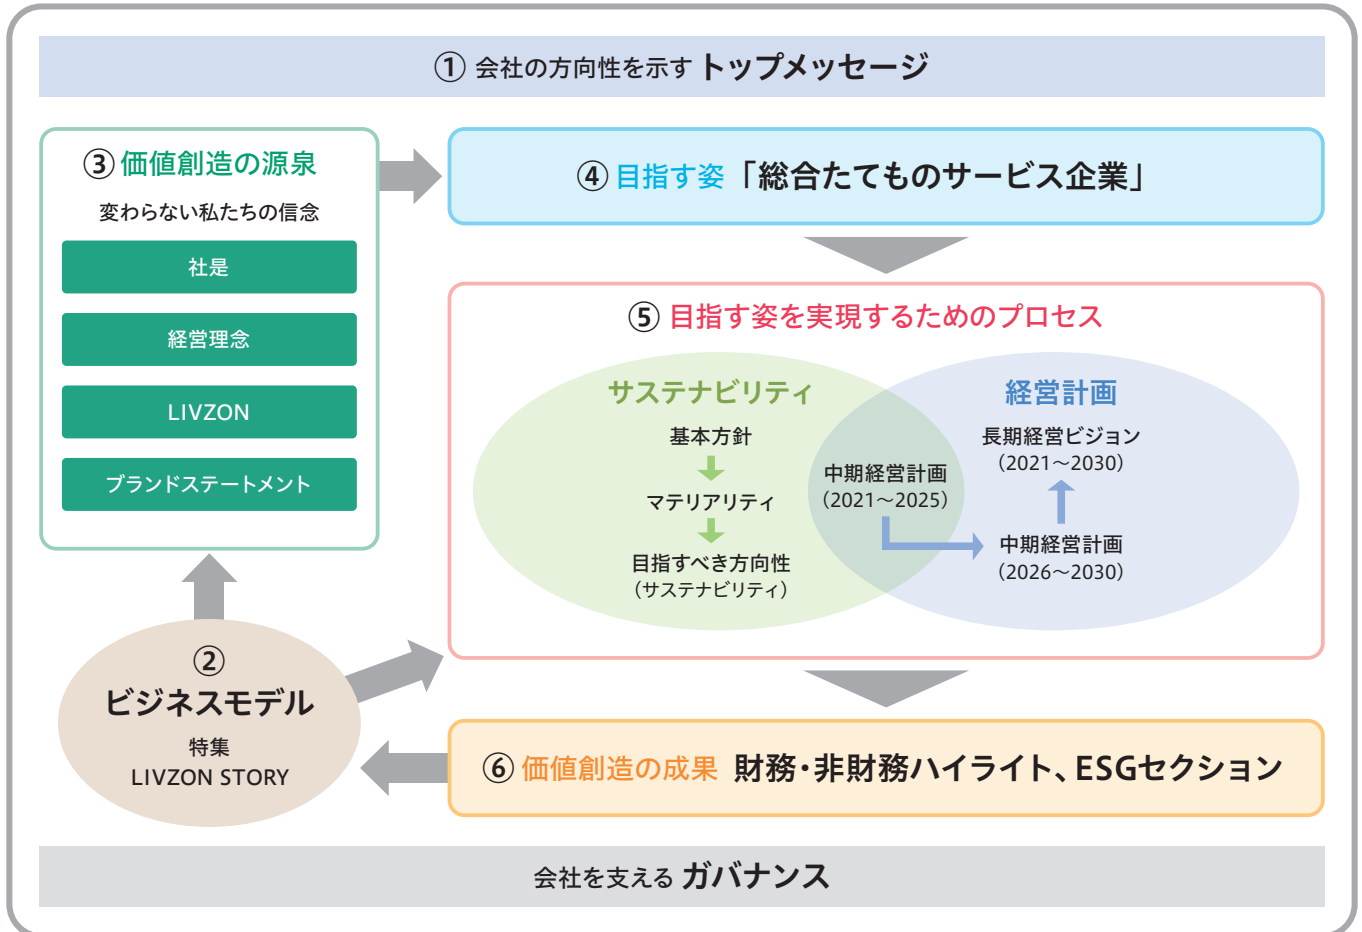 ① 会社の方向性を示す トップメッセージ
③ 価値創造の源泉
変わらない私たちの信念
社是
経営理念
LIVZON
ブランドステートメント
④ 目指す姿 「総合たてものサービス企業」
⑤ 目指す姿を実現するためのプロセス
サステナビリティ
基本方針
マテリアリティ
目指すべき方向性
(サステナビリティ)
中期経営計画
(2021〜2025)
経営計画
長期経営ビジョン
(2021〜2030)
中期経営計画
(2026〜2030)
②
ビジネスモデル
特集
LIVZON STORY
⑥ 価値創造の成果 財務・非財務ハイライト、ESGセクション
会社を支える ガバナンス